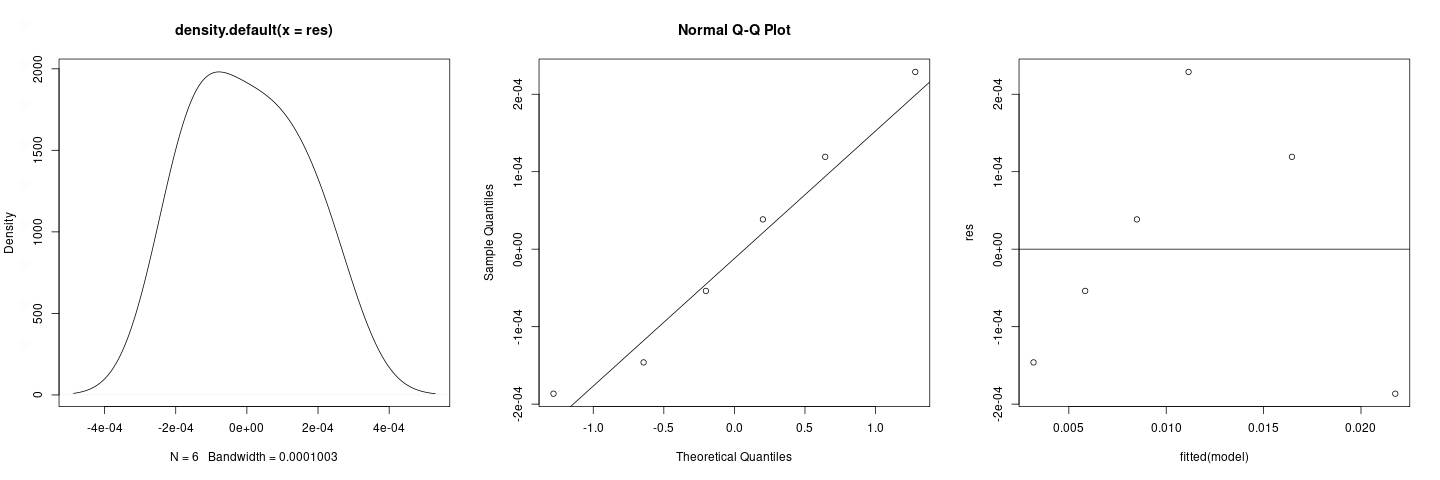 density.default(x = res)
Density
0
500
1000
1500
2000
-4e-04
-2e-04
0e+00
2e-04
4e-04
N = 6   Bandwidth = 0.0001003
Normal Q-Q Plot
Sample Quantiles
-2e-04
-1e-04
0e+00
1e-04
2e-04
-1.0
-0.5
0.0
0.5
1.0
Theoretical Quantiles
res
-2e-04
-1e-04
0e+00
1e-04
2e-04
0.005
0.010
0.015
0.020
fitted(model)